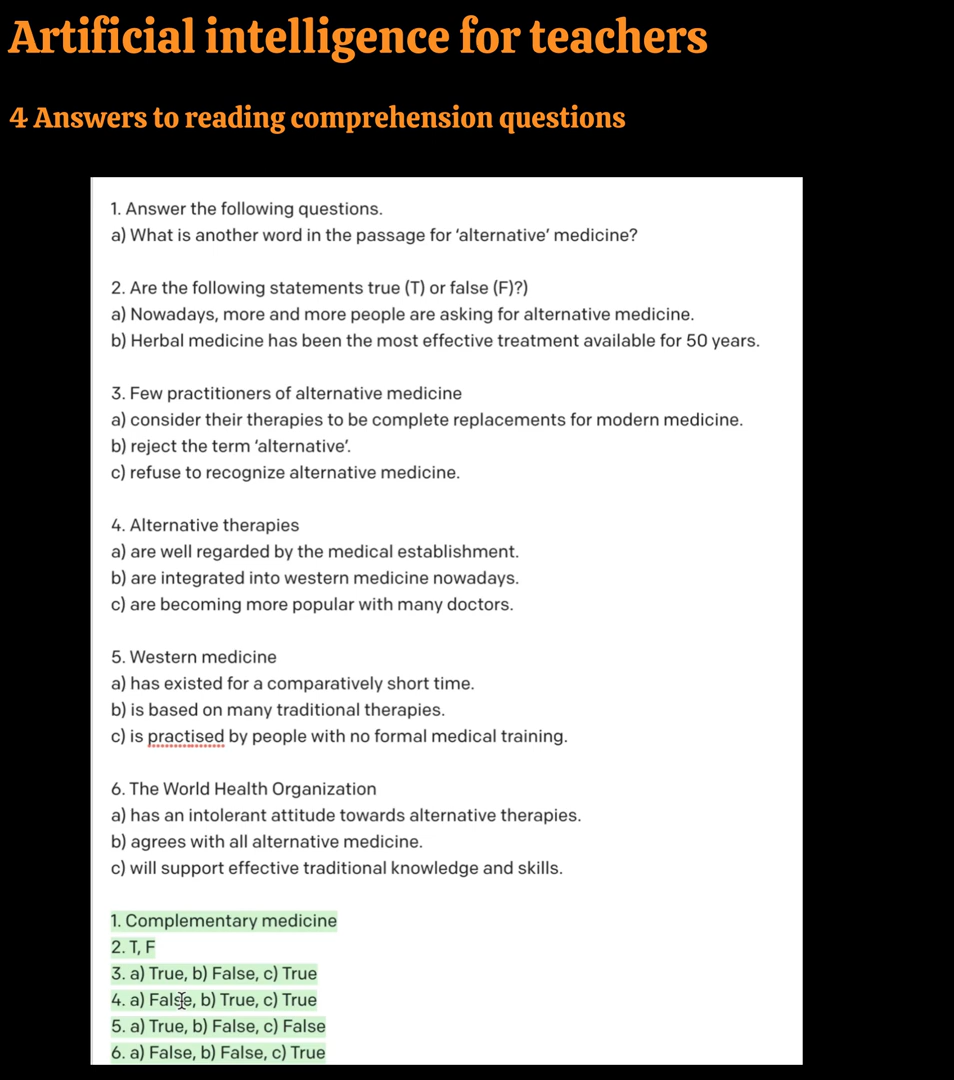 Artificial intelligence for teachers
4 Answers to reading comprehension questions
1. Answer the following questions.
a) What is another word in the passage for ‘alternative’ medicine?
2. Are the following statements true (T) or false (F)?)
a) Nowadays, more and more people are asking for alternative medicine.
b) Herbal medicine has been the most effective treatment available for 50 years.
3. Few practitioners of alternative medicine
a) consider their therapies to be complete replacements for modern medicine.
b) reject the term ‘alternative’.
c) refuse to recognize alternative medicine.
4. Alternative therapies
a) are well regarded by the medical establishment.
b) are integrated into western medicine nowadays.
c) are becoming more popular with many doctors.
5. Western medicine
a) has existed for a comparatively short time.
b) is based on many traditional therapies.
c) is practised by people with no formal medical training.
6. The World Health Organization
a) has an intolerant attitude towards alternative therapies.
b) agrees with all alternative medicine.
c) will support effective traditional knowledge and skills.
1. Complementary medicine
2. T, F
3. a) True, b) False, c) True
4. a) False, b) True, c) True
5. a) True, b) False, c) False
6. a) False, b) False, c) True